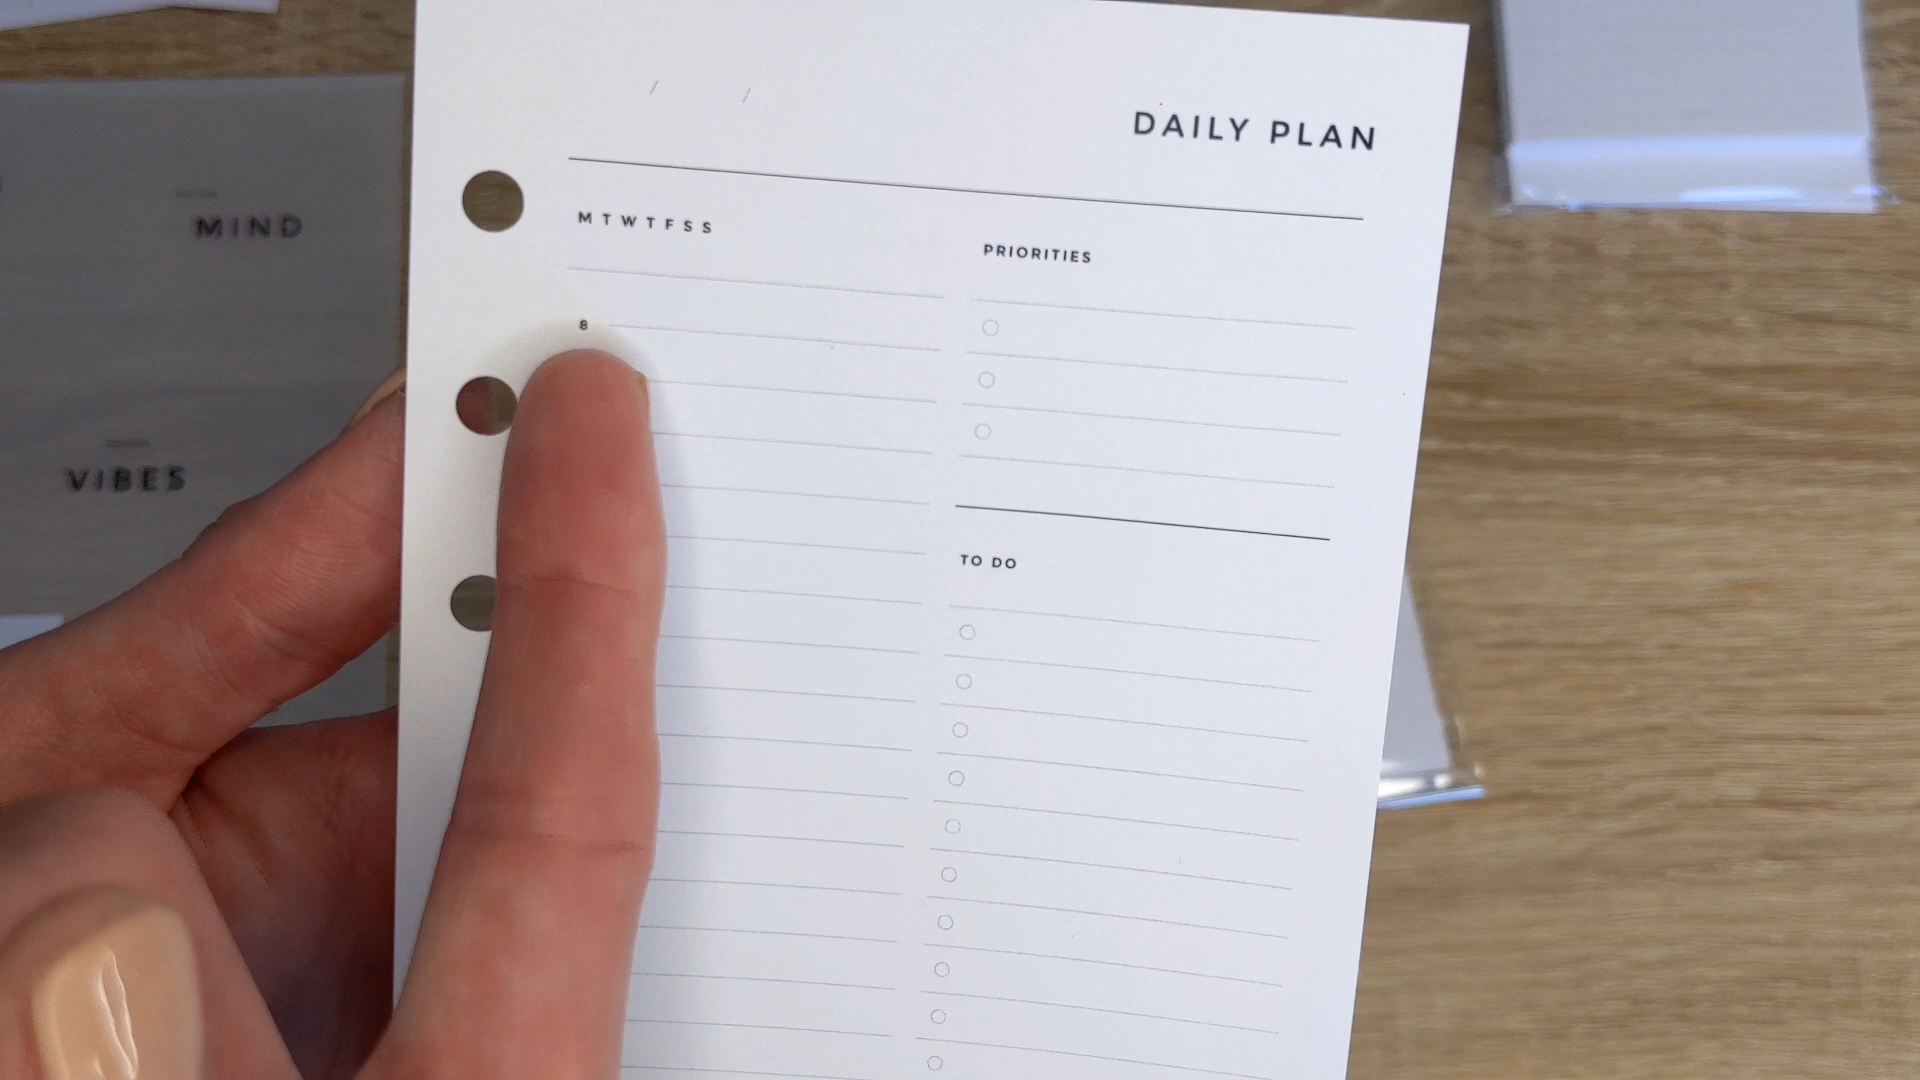 / /
DAILY PLAN
M T W T F S S
8
PRIORITIES
TO DO
MIND
VIBES